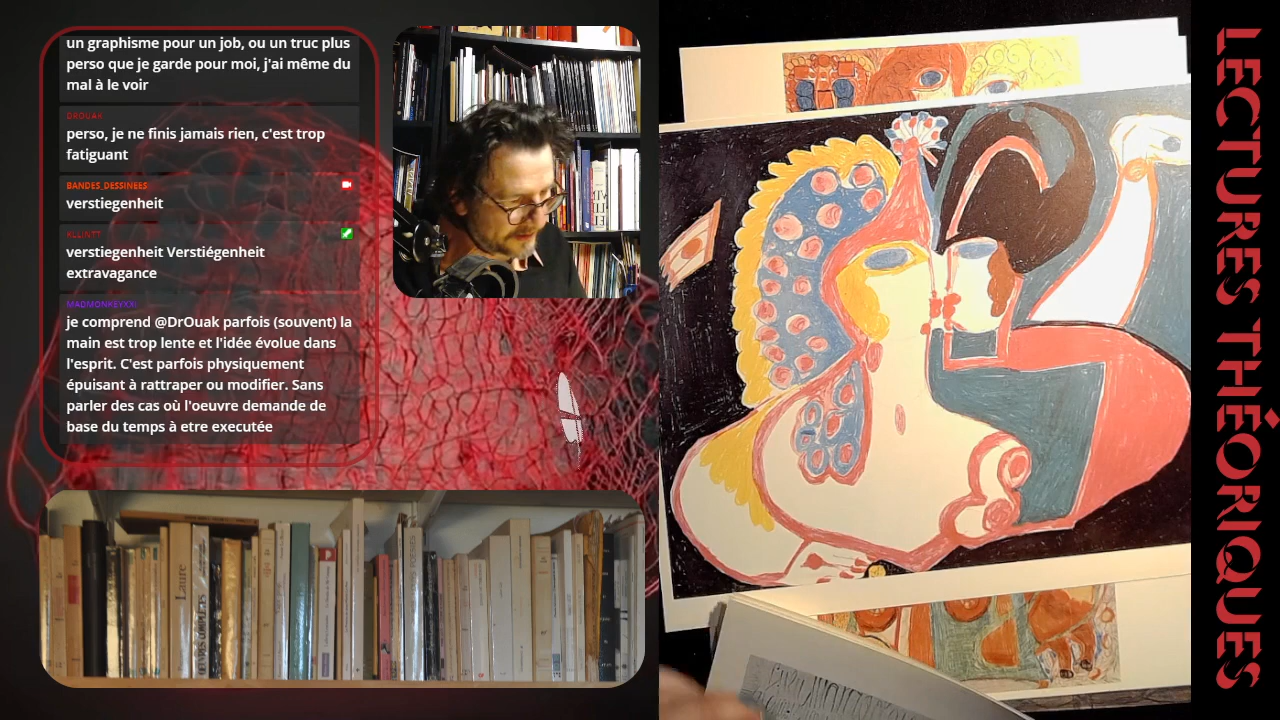 un graphisme pour un job, ou un truc plus
perso que je garde pour moi, j'ai même du
mal à le voir
DROUAK
perso, je ne finis jamais rien, c'est trop
fatiguant
BANDES_DESSINEES
verstiegenheit
KLLINTT
verstiegenheit Verstiégenheit
extravagance
MADMONKEYXXL
je comprend @DrOuak parfois (souvent) la
main est trop lente et l'idée évolue dans
l'esprit. C'est parfois physiquement
épuisant à rattraper ou modifier. Sans
parler des cas où l'oeuvre demande de
base du temps à etre executée
Laure
LECTURES THÉORIQUES